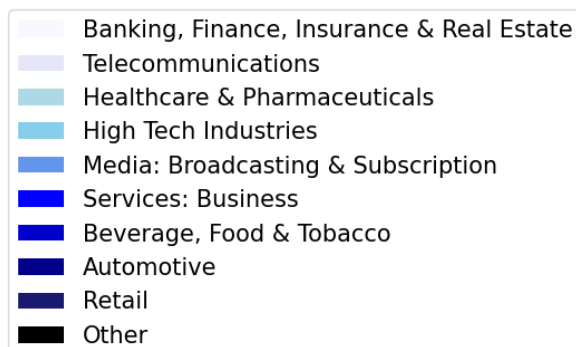 Banking, Finance, Insurance & Real Estate
Telecommunications
Healthcare & Pharmaceuticals
High Tech Industries
Media: Broadcasting & Subscription
Services: Business
Beverage, Food & Tobacco
Automotive
Retail
Other